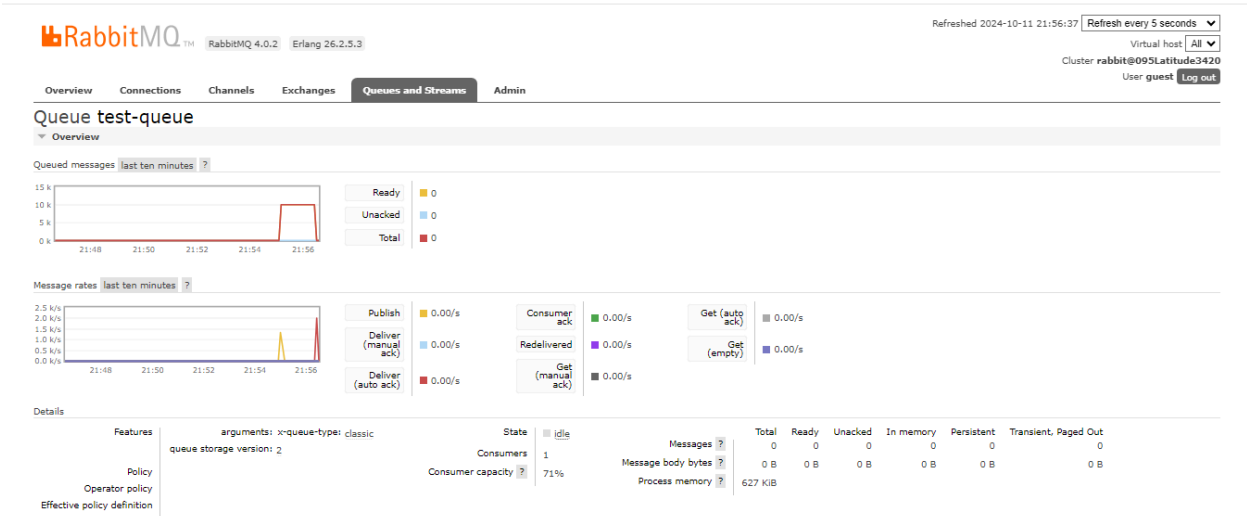 Refreshed 2024-10-11 21:56:37 Refresh every 5 seconds
RabbitMQ TM RabbitMQ 4.0.2 Erlang 26.2.5.3
Virtual host All
Cluster rabbit@095Latitude3420
User guest Log out
Overview Connections Channels Exchanges Queues and Streams Admin
Queue test-queue
Overview
Queued messages last ten minutes ?
15 k
10 k
5 k
0 k
21:48 21:50 21:52 21:54 21:56
Ready 0
Unacked 0
Total 0
Message rates last ten minutes ?
2.5 k/s
2.0 k/s
1.5 k/s
1.0 k/s
0.5 k/s
0.0 k/s
21:48 21:50 21:52 21:54 21:56
Publish 0.00/s
Deliver
(manual 0.00/s
ack)
Deliver
(auto ack) 0.00/s
Consumer
ack 0.00/s
Redelivered 0.00/s
Get
(manual 0.00/s
ack)
Get (auto
ack) 0.00/s
Get
(empty) 0.00/s
Details
Features arguments: x-queue-type: classic
queue storage version: 2
Policy
Operator policy
Effective policy definition
State idle
Consumers 1
Consumer capacity ? 71%
Total Ready Unacked In memory Persistent Transient, Paged Out
Messages ? 0 0 0 0 0 0
Message body bytes ? 0 B 0 B 0 B 0 B 0 B 0 B
Process memory ? 627 KiB